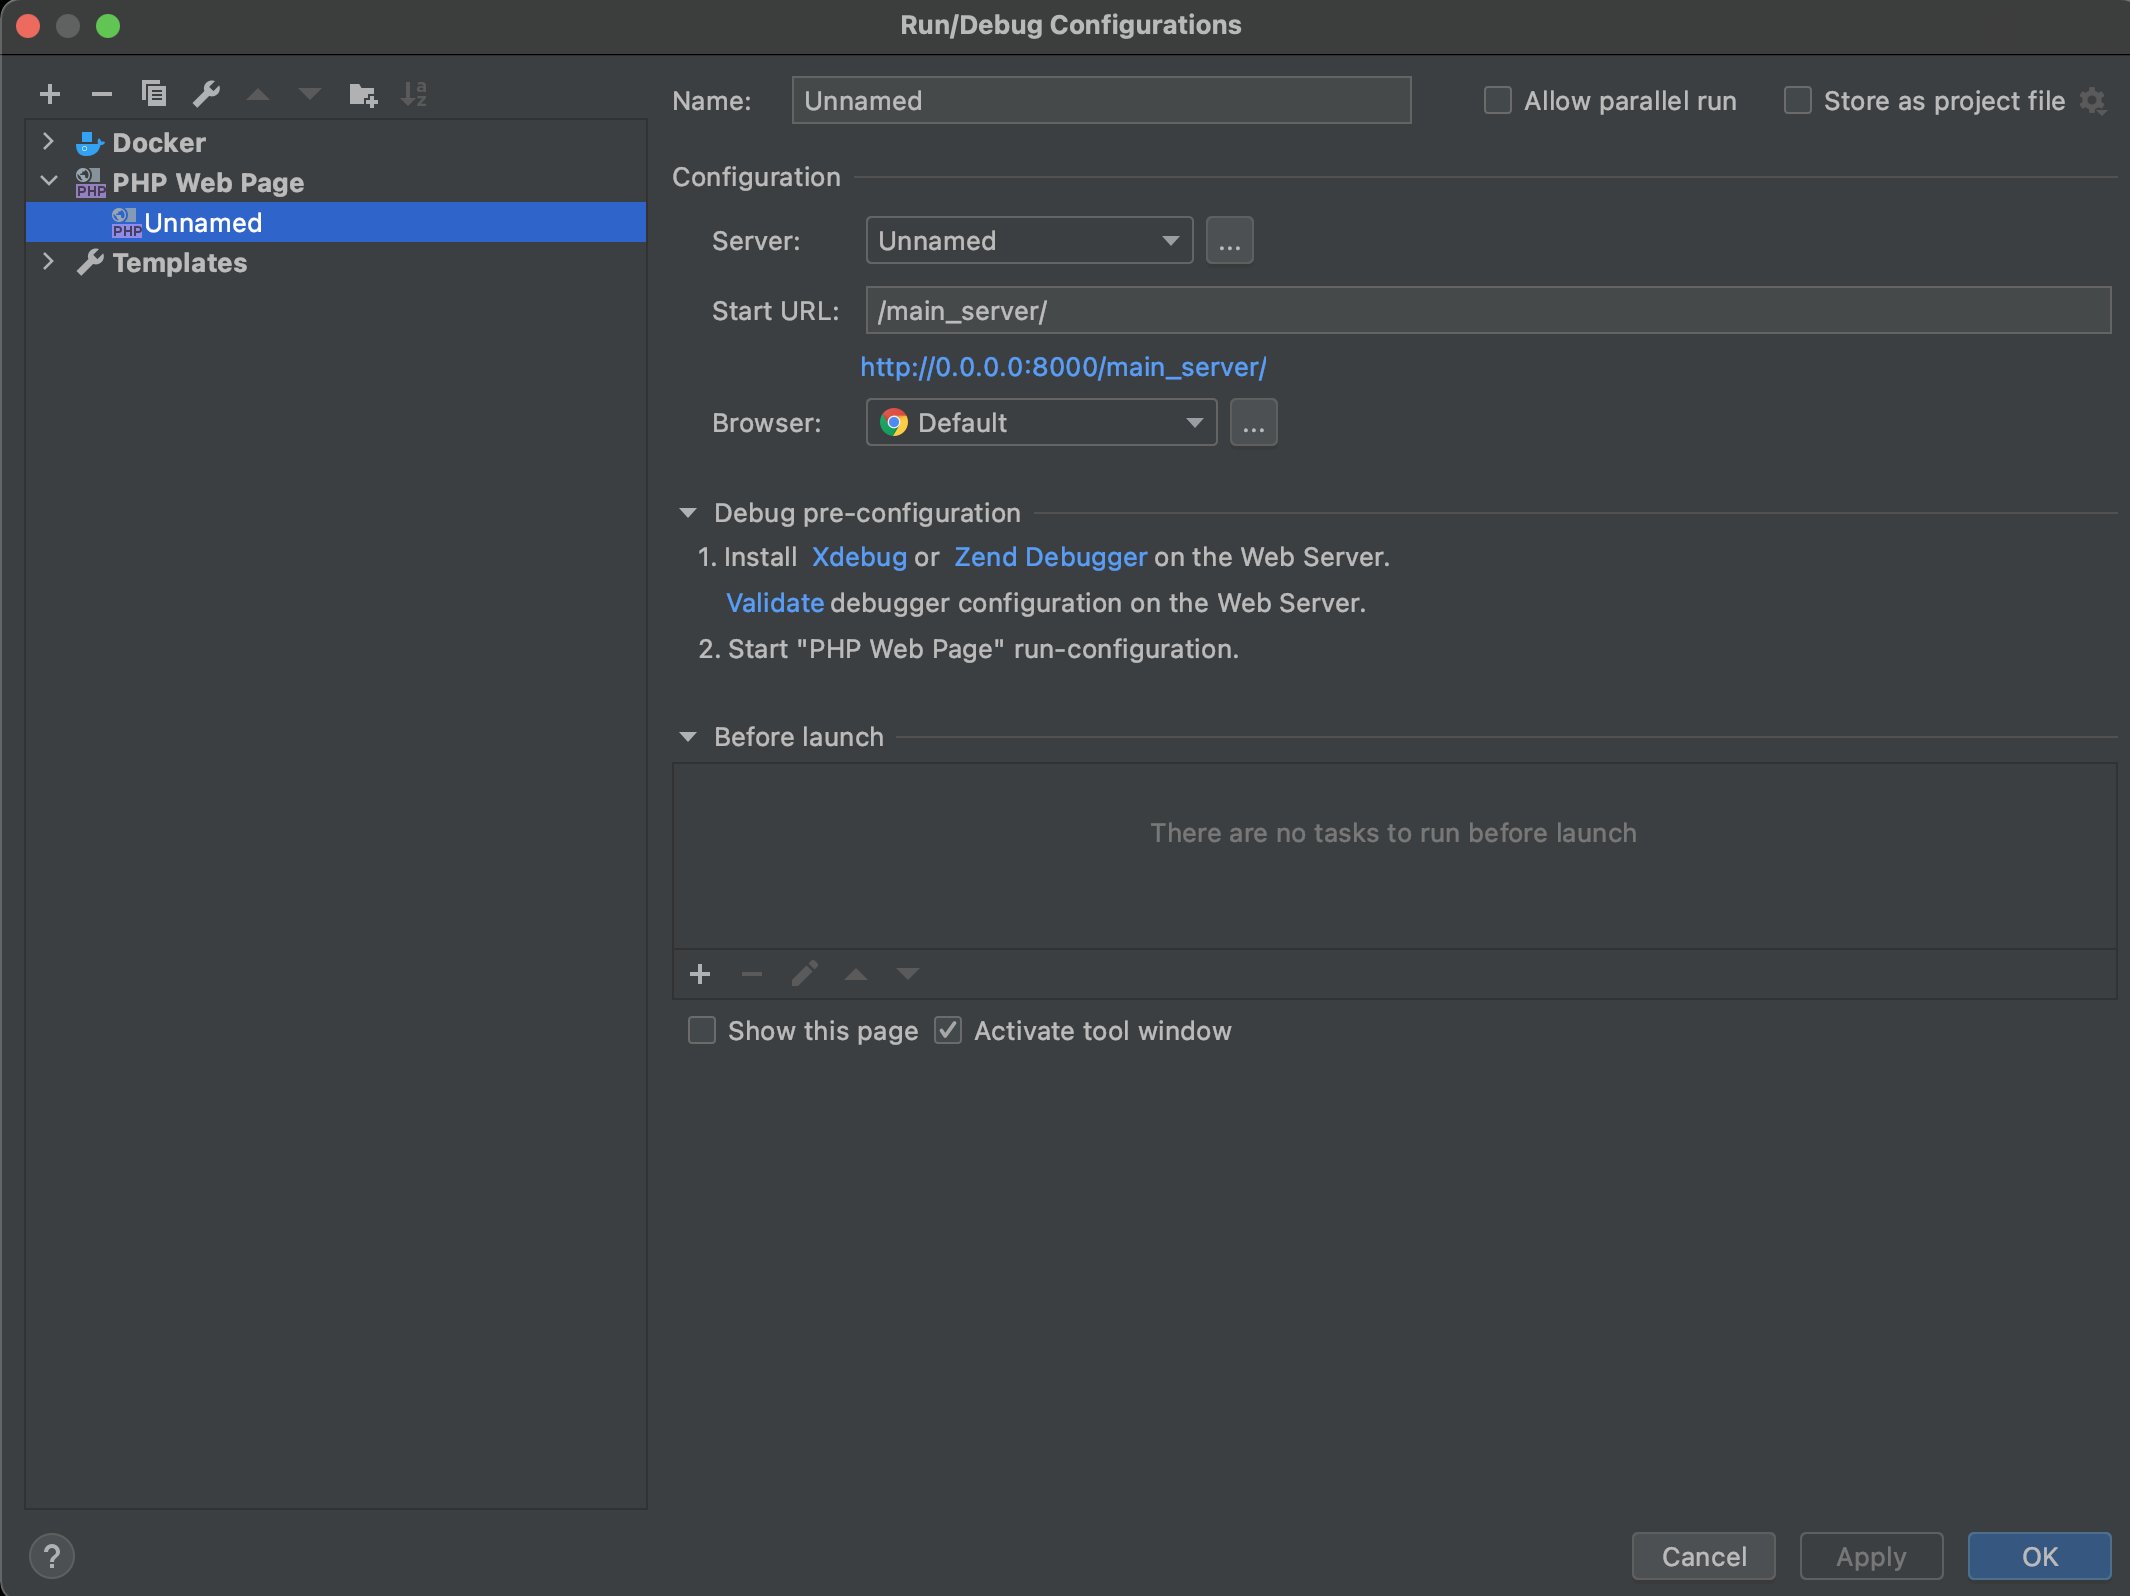 Run/Debug Configurations
Name: Unnamed Allow parallel run Store as project file
Docker
PHP Web Page
Unnamed
Templates
Configuration
Server: Unnamed ...
Start URL: /main_server/
http://0.0.0.0:8000/main_server/
Browser: Default ...
Debug pre-configuration
1. Install Xdebug or Zend Debugger on the Web Server.
Validate debugger configuration on the Web Server.
2. Start "PHP Web Page" run-configuration.
Before launch
There are no tasks to run before launch
Show this page Activate tool window
? Cancel Apply OK